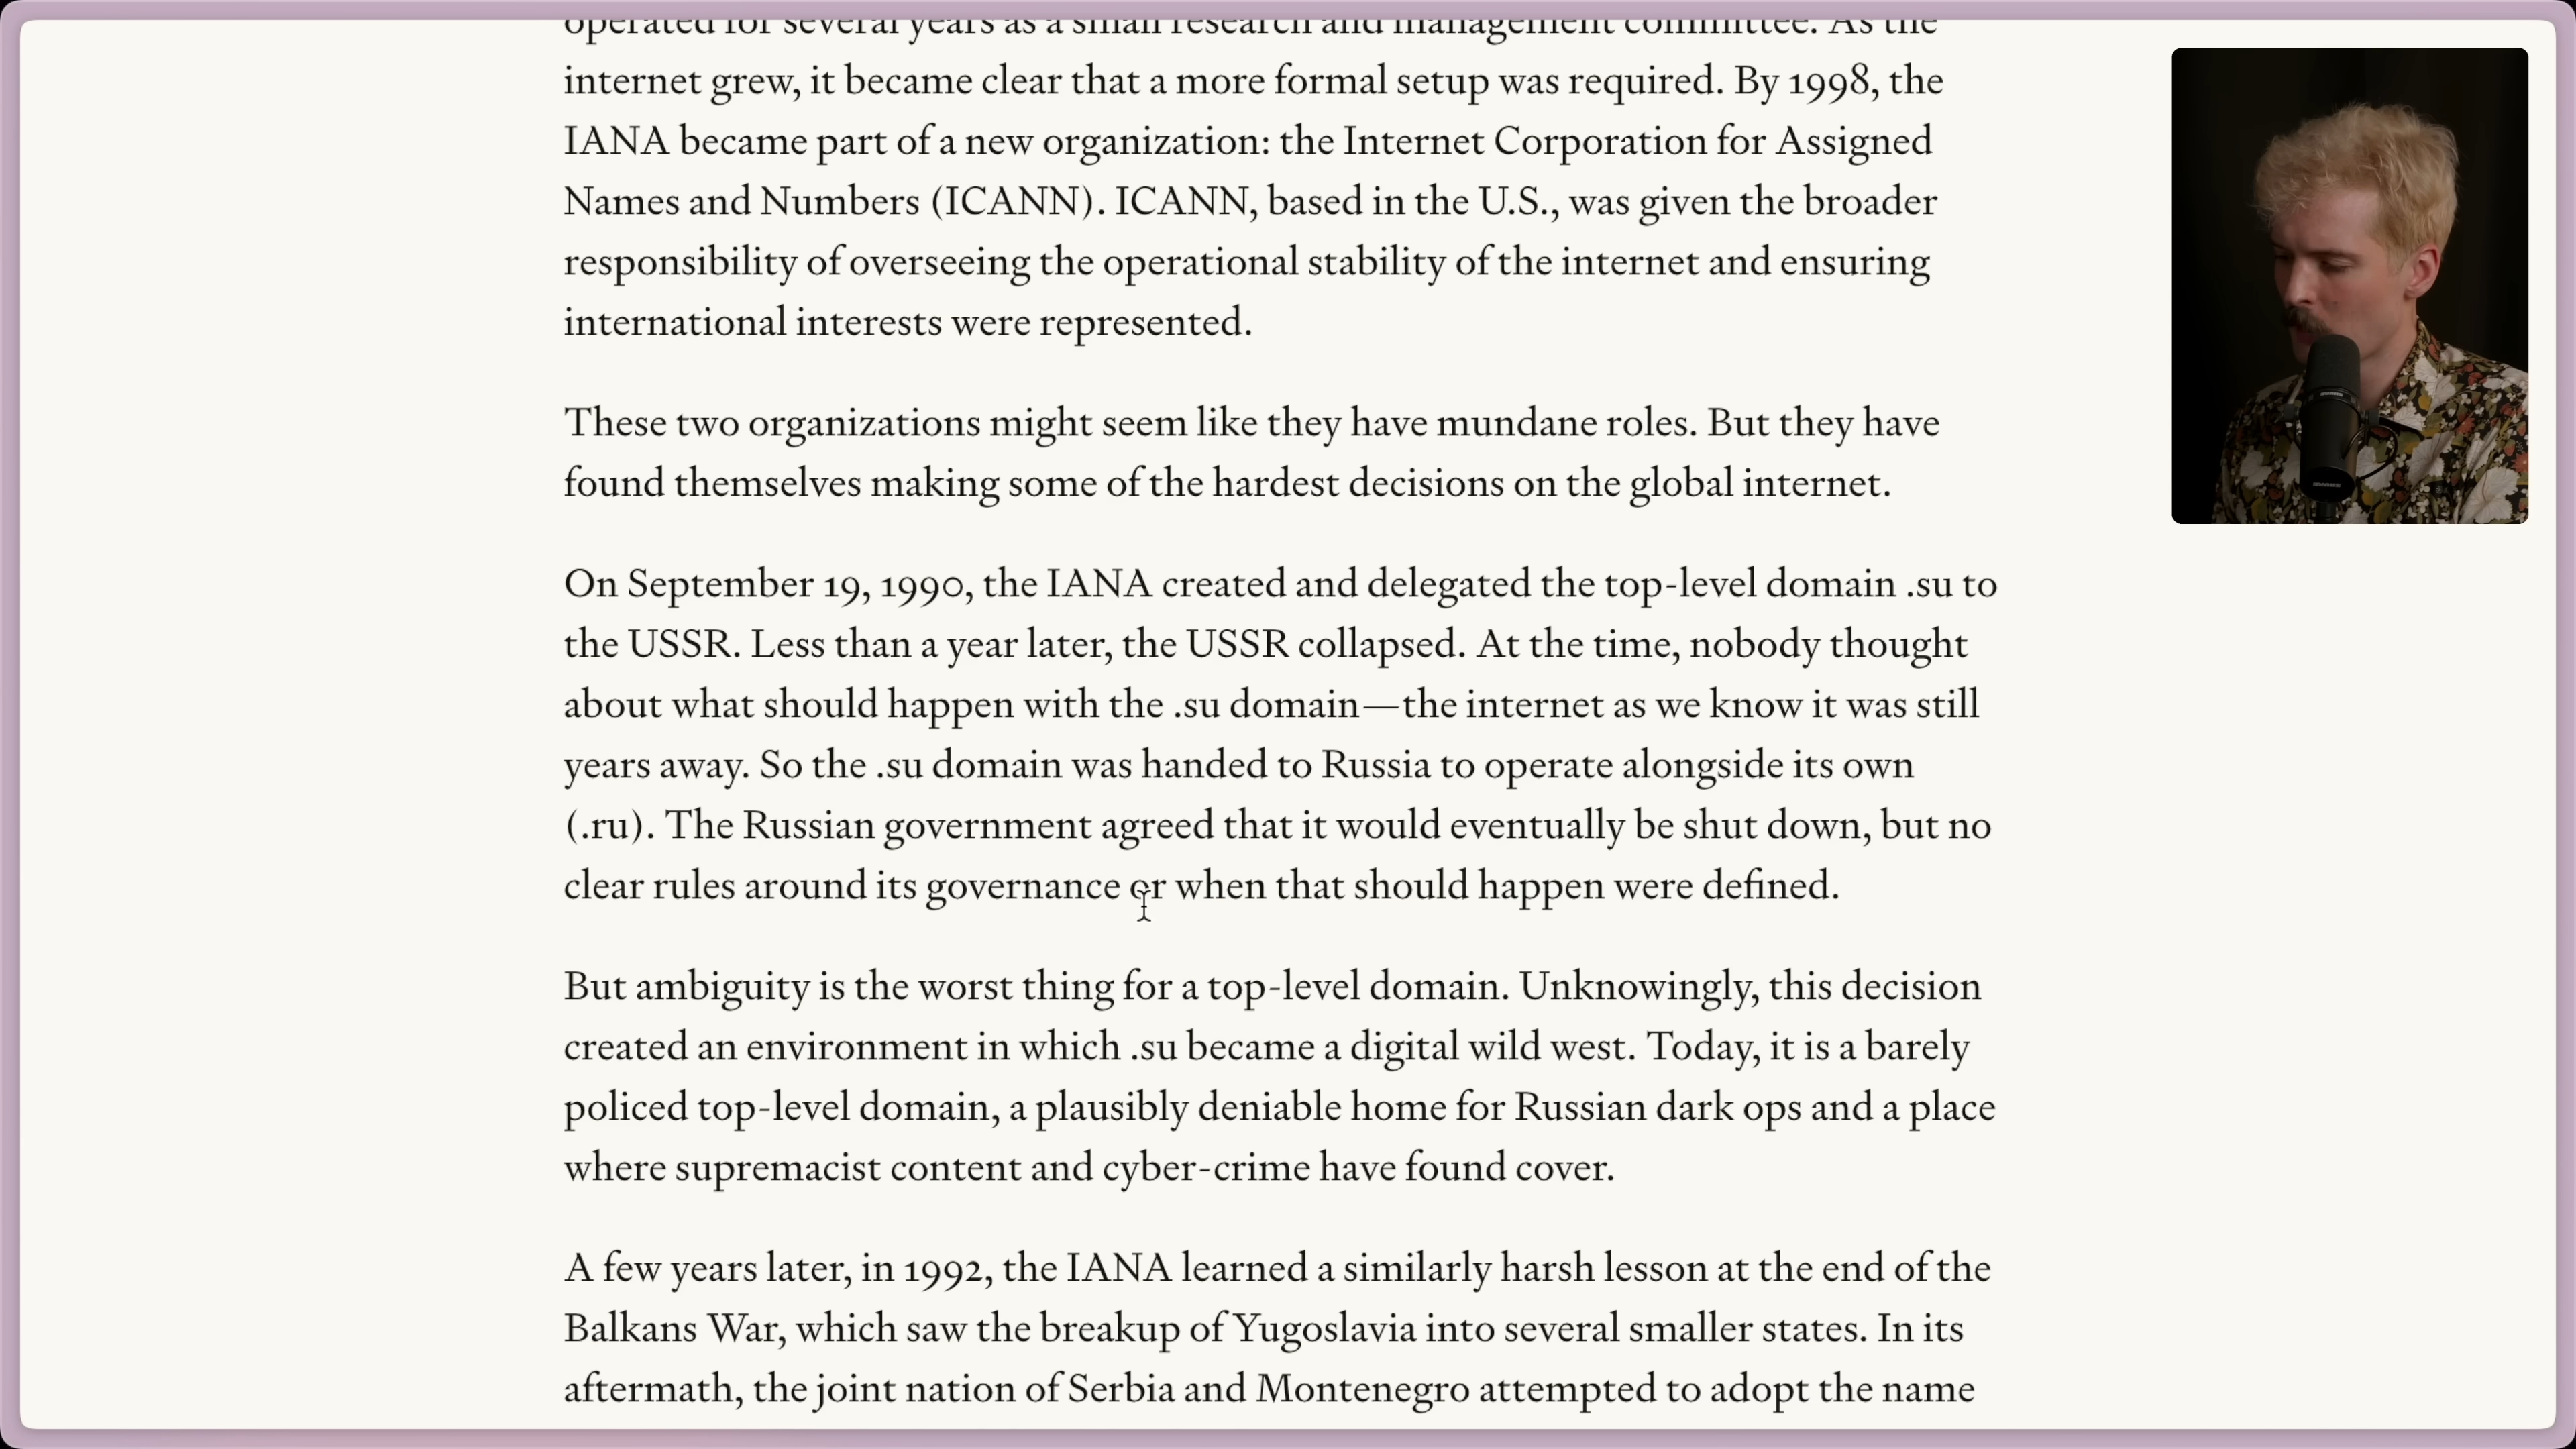 operated for several years as a small research and management committee. As the
internet grew, it became clear that a more formal setup was required. By 1998, the
IANA became part of a new organization: the Internet Corporation for Assigned
Names and Numbers (ICANN). ICANN, based in the U.S., was given the broader
responsibility of overseeing the operational stability of the internet and ensuring
international interests were represented.
These two organizations might seem like they have mundane roles. But they have
found themselves making some of the hardest decisions on the global internet.
On September 19, 1990, the IANA created and delegated the top-level domain .su to
the USSR. Less than a year later, the USSR collapsed. At the time, nobody thought
about what should happen with the .su domain—the internet as we know it was still
years away. So the .su domain was handed to Russia to operate alongside its own
(.ru). The Russian government agreed that it would eventually be shut down, but no
clear rules around its governance or when that should happen were defined.
But ambiguity is the worst thing for a top-level domain. Unknowingly, this decision
created an environment in which .su became a digital wild west. Today, it is a barely
policed top-level domain, a plausibly deniable home for Russian dark ops and a place
where supremacist content and cyber-crime have found cover.
A few years later, in 1992, the IANA learned a similarly harsh lesson at the end of the
Balkans War, which saw the breakup of Yugoslavia into several smaller states. In its
aftermath, the joint nation of Serbia and Montenegro attempted to adopt the name